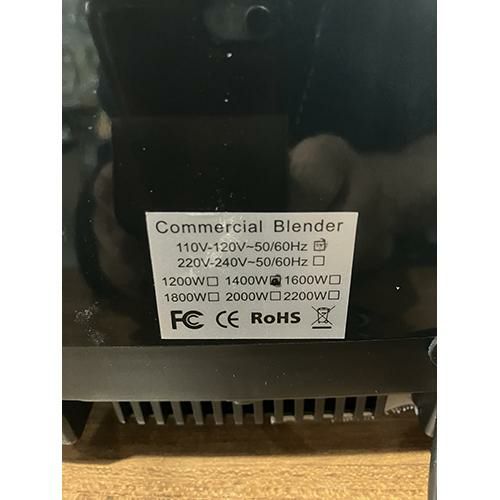 Commercial Blender
110V-120V~50/60Hz ☑
220V-240V~50/60Hz ☐
1200W ☐ 1400W ☑ 1600W ☐
1800W ☐ 2000W ☐ 2200W ☐
FC CE RoHS